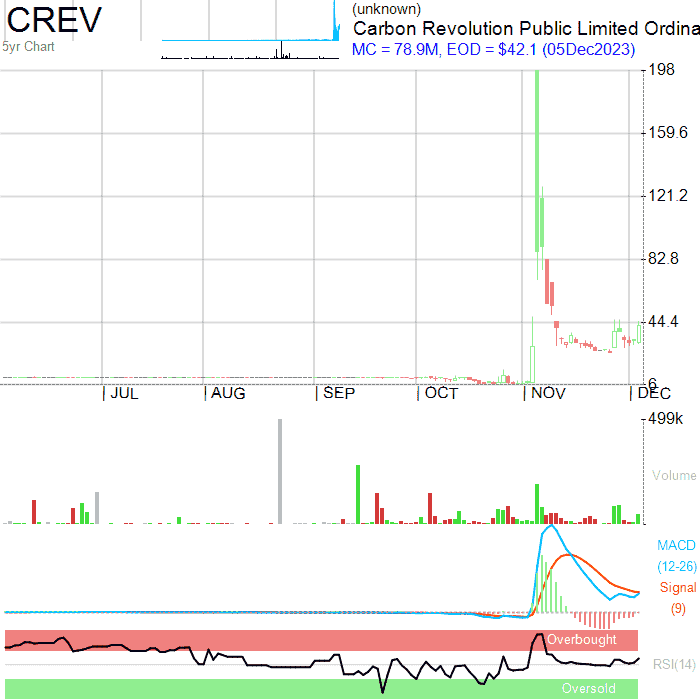 CREV
5yr Chart
(unknown)
Carbon Revolution Public Limited Ordina
MC = 78.9M, EOD = $42.1 (05Dec2023)
198
159.6
121.2
82.8
44.4
6
JUL AUG SEP OCT NOV DEC
499k
Volume
MACD
(12-26)
Signal
(9)
Overbought
RSI(14)
Oversold